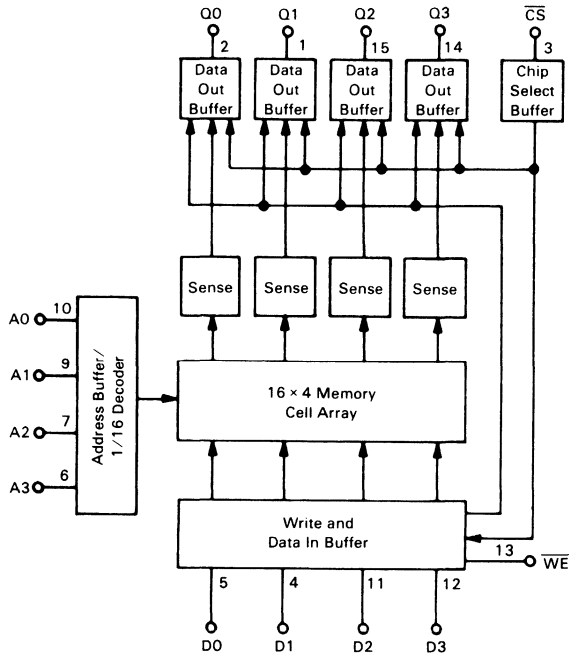 Q0 Q1 Q2 Q3 C̅S̅
2 1 15 14 3
Data Out Buffer
Data Out Buffer
Data Out Buffer
Data Out Buffer
Chip Select Buffer
Sense Sense Sense Sense
A0 10
A1 9
A2 7
A3 6
Address Buffer/
1/16 Decoder
16 × 4 Memory
Cell Array
Write and
Data In Buffer
13 W̅E̅
5 4 11 12
D0 D1 D2 D3